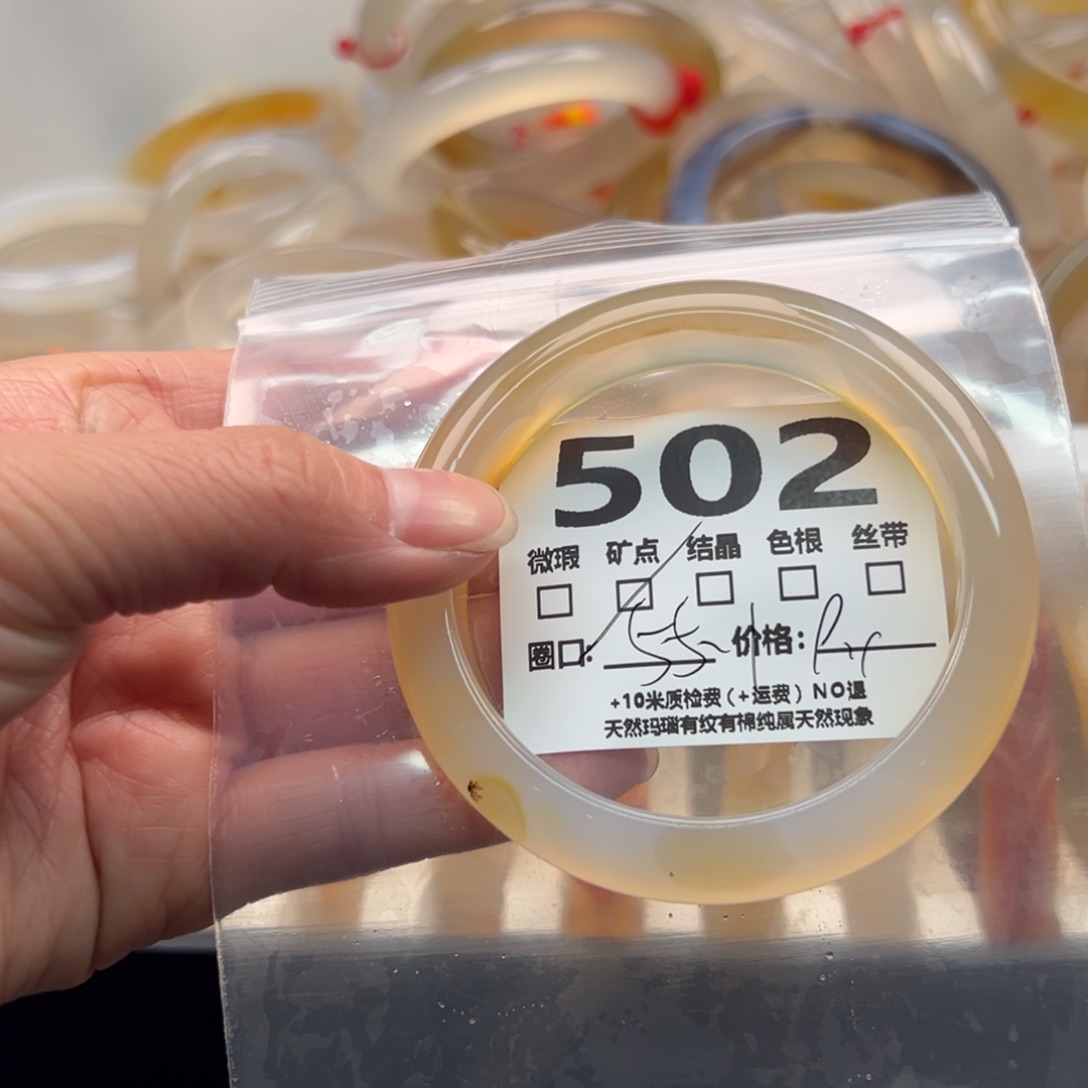 502
微瑕 矿点 结晶 色根 丝带
圈口: 价格:
+10米质检费(+运费) NO退
天然玛瑙有纹有棉纯属天然现象